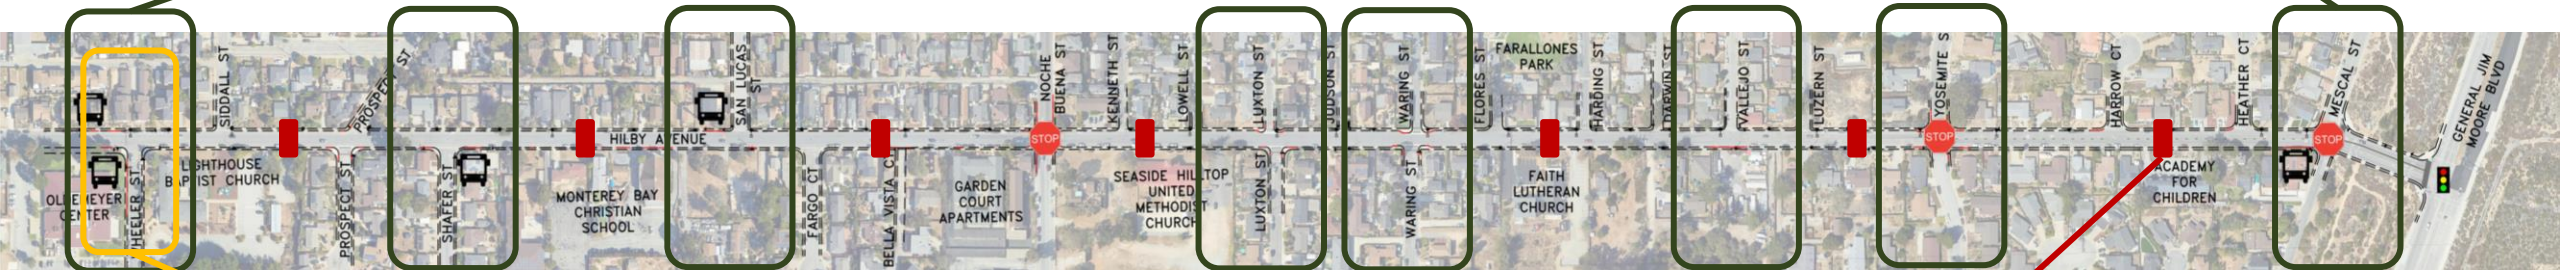 OLDEMEYER
CENTER
WHEELER ST
SIDDALL ST
LIGHTHOUSE
BAPTIST CHURCH
PROSPECT ST
PROSPECT ST
SHAFER ST
MONTEREY BAY
CHRISTIAN
SCHOOL
HILBY AVENUE
SAN LUCAS
ST
FARGO CT
BELLA VISTA C
GARDEN
COURT
APARTMENTS
NOCHE
BUENA ST
STOP
KENNETH ST
LOWELL ST
SEASIDE HILLTOP
UNITED
METHODIST
CHURCH
LUXTON ST
LUXTON ST
JUDSON ST
WARING ST
WARING ST
FLORES ST
FARALLONES
PARK
FAITH
LUTHERAN
CHURCH
HARDING ST
DARWIN ST
VALLEJO ST
LUZERN ST
YOSEMITE S
STOP
HARROW CT
ACADEMY
FOR
CHILDREN
HEATHER CT
MESCAL ST
STOP
GENERAL JIM
MOORE BLVD